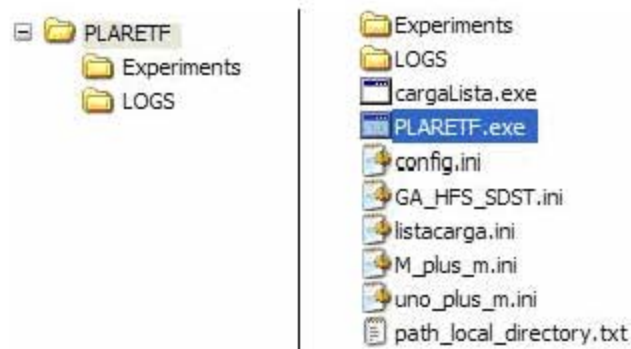 PLARETF
Experiments
LOGS
Experiments
LOGS
cargaLista.exe
PLARETF.exe
config.ini
GA_HFS_SDST.ini
listacarga.ini
M_plus_m.ini
uno_plus_m.ini
path_local_directory.txt